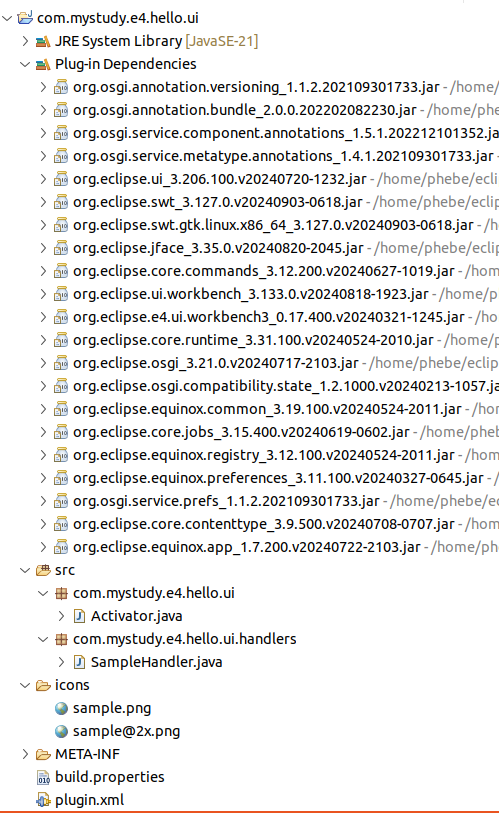 com.mystudy.e4.hello.ui
JRE System Library [JavaSE-21]
Plug-in Dependencies
org.osgi.annotation.versioning_1.1.2.202109301733.jar - /home/
org.osgi.annotation.bundle_2.0.0.202202082230.jar - /home/phe
org.osgi.service.component.annotations_1.5.1.202212101352.ja
org.osgi.service.metatype.annotations_1.4.1.202109301733.jar -
org.eclipse.ui_3.206.100.v20240720-1232.jar - /home/phebe/ecli
org.eclipse.swt_3.127.0.v20240903-0618.jar - /home/phebe/eclip
org.eclipse.swt.gtk.linux.x86_64_3.127.0.v20240903-0618.jar - /h
org.eclipse.jface_3.35.0.v20240820-2045.jar - /home/phebe/eclip
org.eclipse.core.commands_3.12.200.v20240627-1019.jar - /hom
org.eclipse.ui.workbench_3.133.0.v20240818-1923.jar - /home/p
org.eclipse.e4.ui.workbench3_0.17.400.v20240321-1245.jar - /ho
org.eclipse.core.runtime_3.31.100.v20240524-2010.jar - /home/
org.eclipse.osgi_3.21.0.v20240717-2103.jar - /home/phebe/eclip
org.eclipse.osgi.compatibility.state_1.2.1000.v20240213-1057.ja
org.eclipse.equinox.common_3.19.100.v20240524-2011.jar - /ho
org.eclipse.core.jobs_3.15.400.v20240619-0602.jar - /home/pheb
org.eclipse.equinox.registry_3.12.100.v20240524-2011.jar - /hom
org.eclipse.equinox.preferences_3.11.100.v20240327-0645.jar - /
org.osgi.service.prefs_1.1.2.202109301733.jar - /home/phebe/ec
org.eclipse.core.contenttype_3.9.500.v20240708-0707.jar - /hom
org.eclipse.equinox.app_1.7.200.v20240722-2103.jar - /home/ph
src
com.mystudy.e4.hello.ui
Activator.java
com.mystudy.e4.hello.ui.handlers
SampleHandler.java
icons
sample.png
sample@2x.png
META-INF
build.properties
plugin.xml